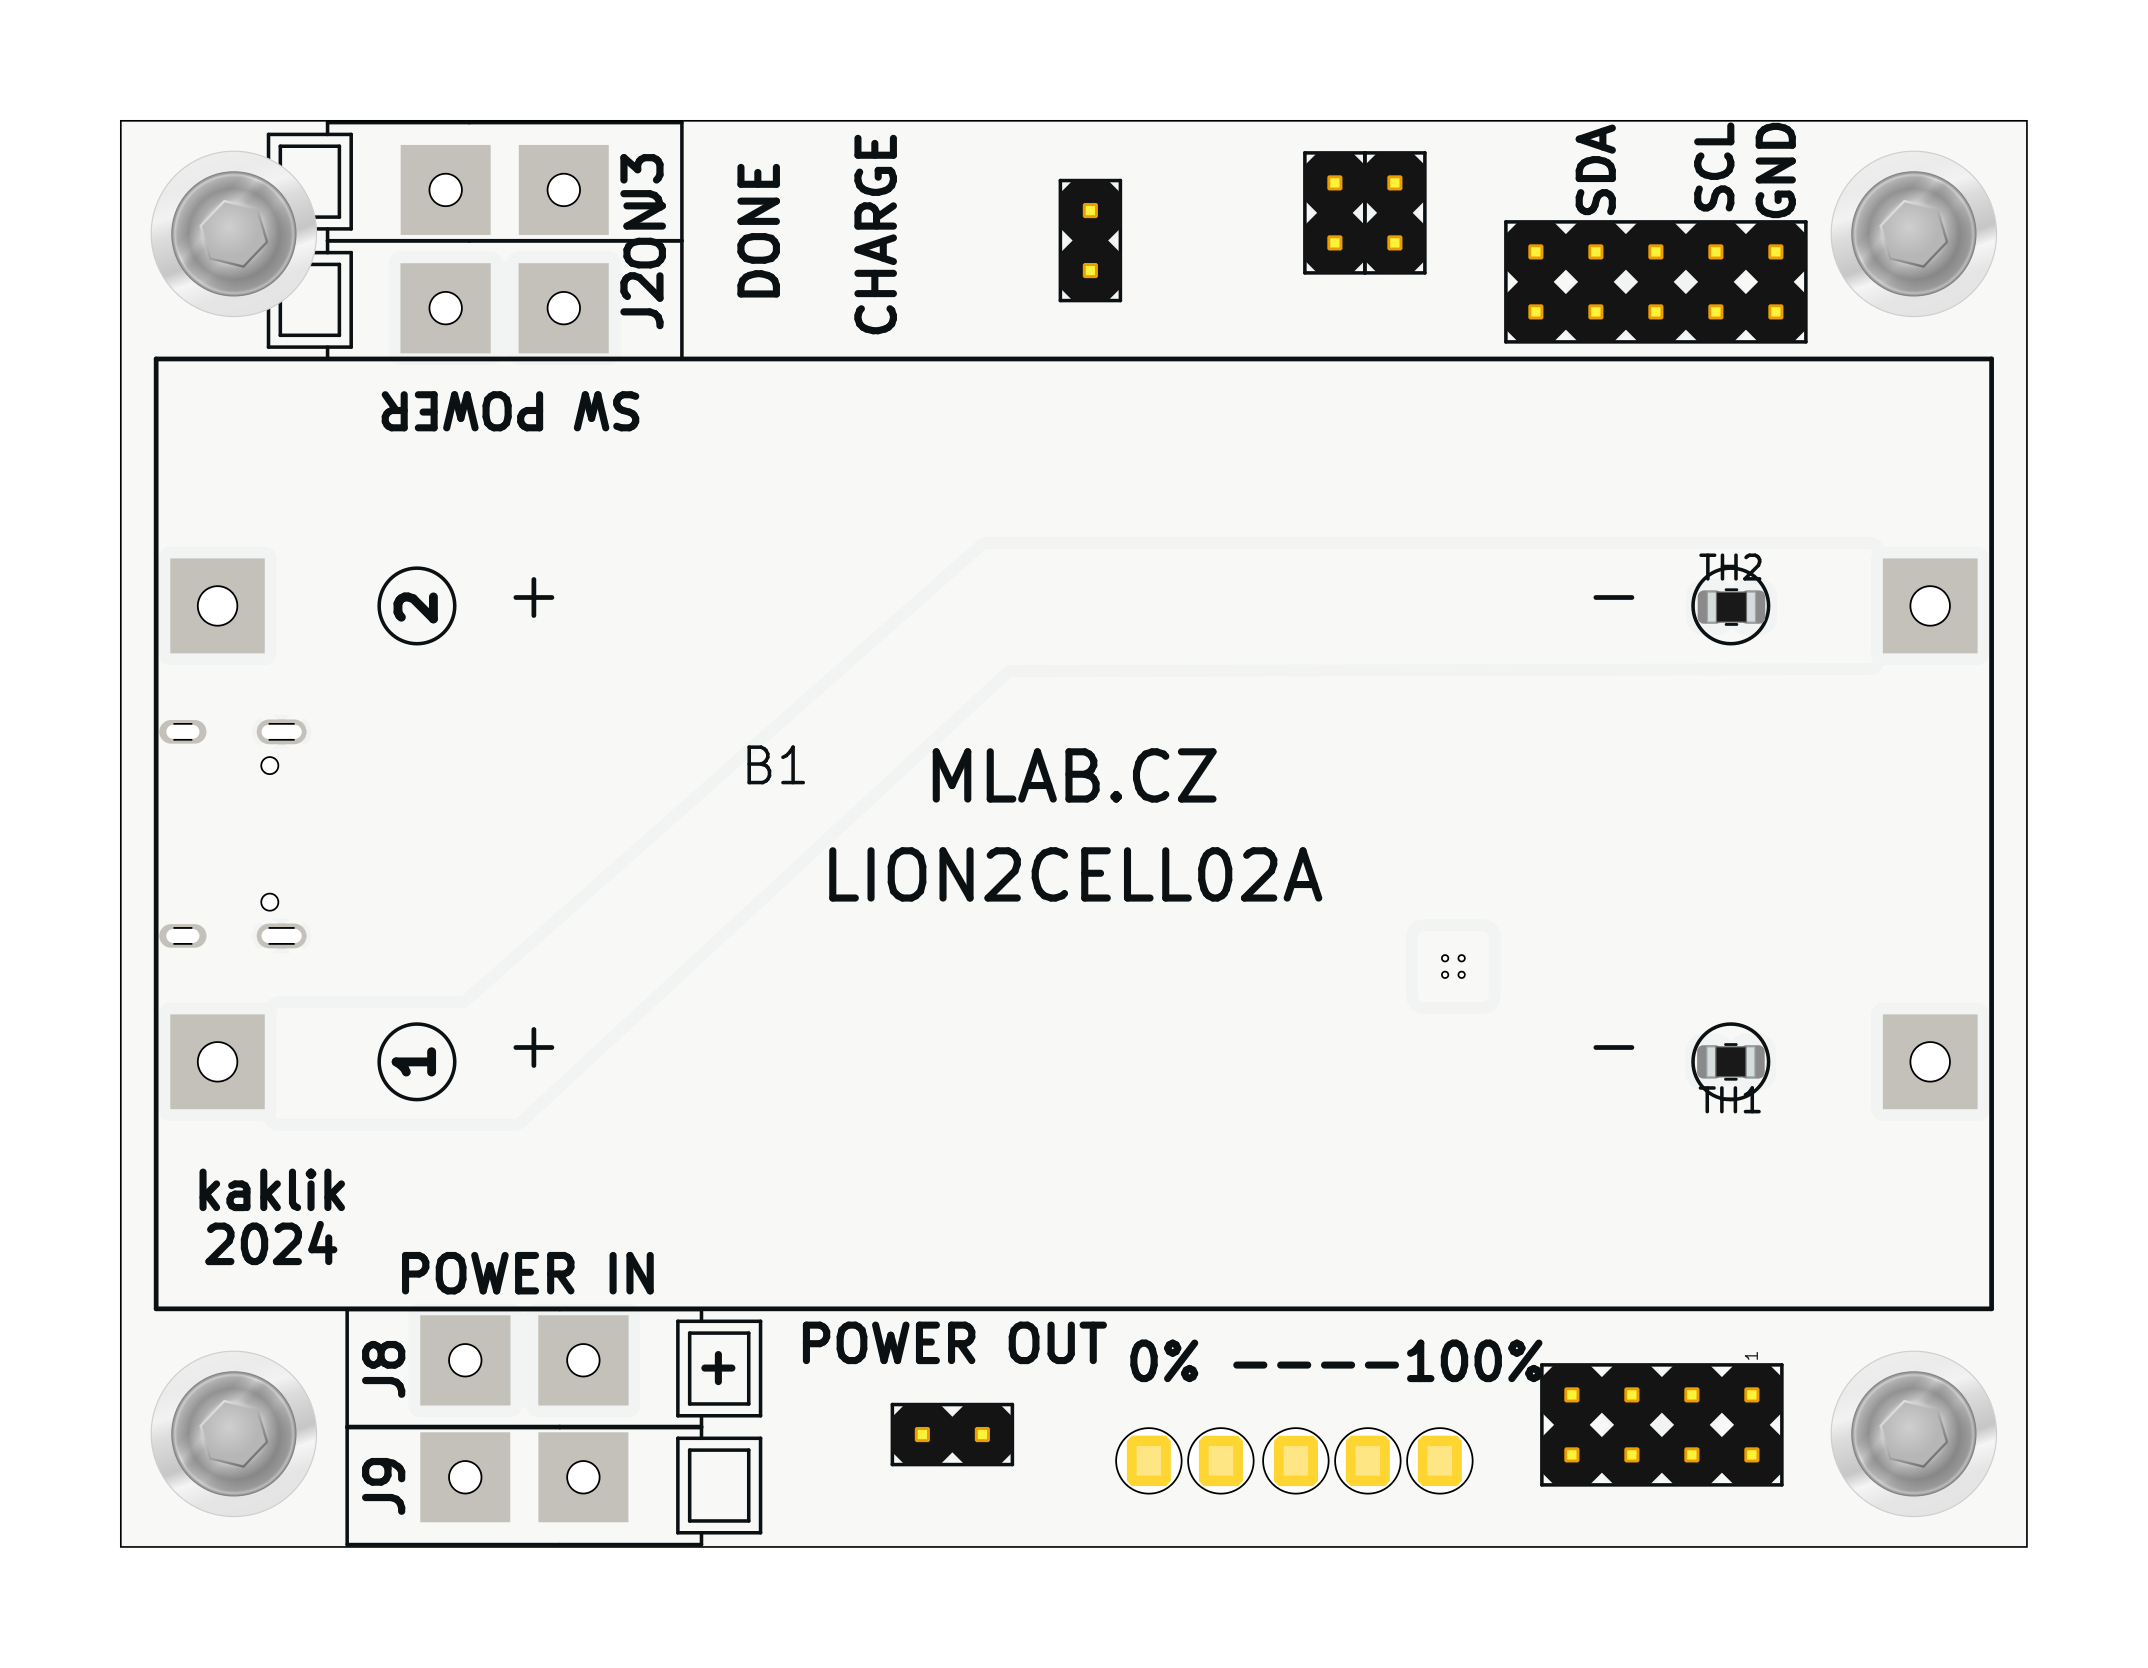 J3
ON
J2
DONE
CHARGE
SDA
SCL
GND
SW POWER
2
+
-
TH2
B1
MLAB.CZ
LION2CELL02A
1
+
-
TH1
kaklik
2024
POWER IN
J8
+
POWER OUT
0% ----100%
1
J9